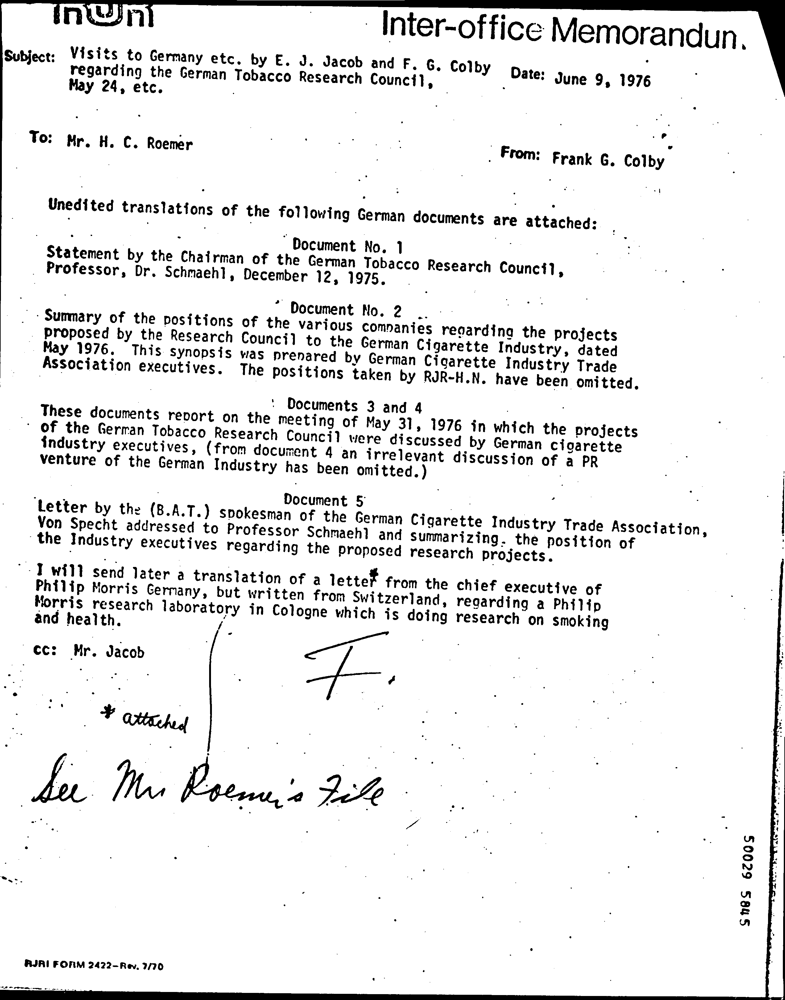 Inter-office Memorandum.
Subject: Visits to Germany etc. by E. J. Jacob and F. G. Colby
regarding the German Tobacco Research Council,
May 24, etc.
Date: June 9, 1976
To: Mr. H. C. Roemer
From: Frank G. Colby
Unedited translations of the following German documents are attached:
Document No. 1
Statement by the Chairman of the German Tobacco Research Council,
Professor, Dr. Schmaehl, December 12, 1975.
Document No. 2
Summary of the positions of the various companies regarding the projects
proposed by the Research Council to the German Cigarette Industry, dated
May 1976. This synopsis was prepared by German Cigarette Industry Trade
Association executives. The positions taken by RJR-H.N. have been omitted.
Documents 3 and 4
These documents report on the meeting of May 31, 1976 in which the projects
of the German Tobacco Research Council were discussed by German cigarette
industry executives, (from document 4 an irrelevant discussion of a PR
venture of the German Industry has been omitted.)
Document 5
Letter by the (B.A.T.) spokesman of the German Cigarette Industry Trade Association,
Von Specht addressed to Professor Schmaehl and summarizing. the position of
the Industry executives regarding the proposed research projects.
I will send later a translation of a letter* from the chief executive of
Philip Morris Germany, but written from Switzerland, regarding a Philip
Morris research laboratory in Cologne which is doing research on smoking
and health.
cc: Mr. Jacob
F.
* attached
See Mr Roemer's File
50029 5845
RJRI FORM 2422-Rev. 7/70